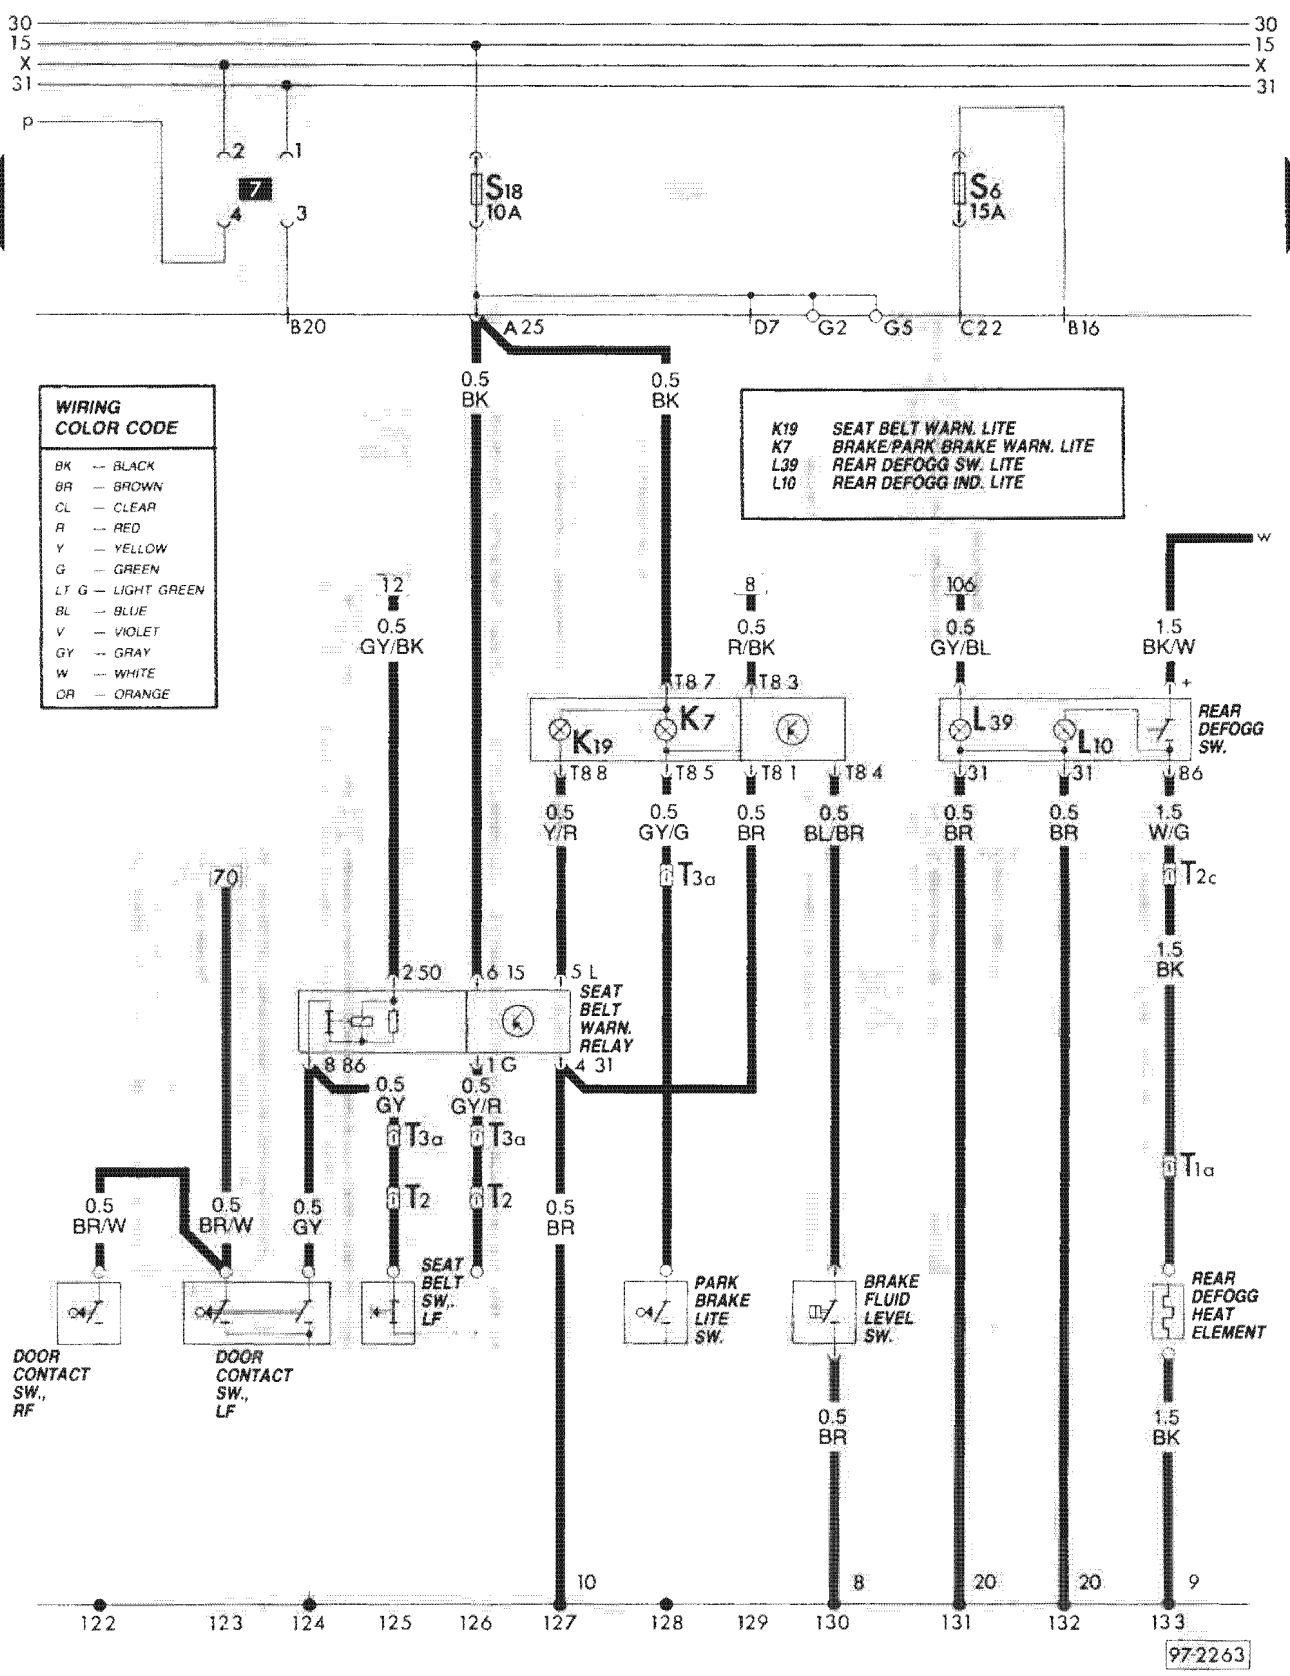 30 30
15 15
X X
31 31
p
2 1
7
4 3
S18 10A
S6 15A
B20 A25 D7 G2 G5 C22 B16
0.5 BK
0.5 BK
WIRING
COLOR CODE
BK — BLACK
BR — BROWN
CL — CLEAR
R — RED
Y — YELLOW
G — GREEN
LT G — LIGHT GREEN
BL — BLUE
V — VIOLET
GY — GRAY
W — WHITE
OR — ORANGE
K19 SEAT BELT WARN. LITE
K7 BRAKE/PARK BRAKE WARN. LITE
L39 REAR DEFOGG SW. LITE
L10 REAR DEFOGG IND. LITE
w
12 8 106
0.5 GY/BK
0.5 R/BK
0.5 GY/BL
1.5 BK/W
T8 7 T8 3 +
K19 K7 L39 L10
REAR
DEFOGG
SW.
T8 8 T8 5 T8 1 T8 4 31 31 86
0.5 Y/R
0.5 GY/G
0.5 BR
0.5 BL/BR
0.5 BR
0.5 BR
1.5 W/G
70
T3a
T2c
1.5 BK
2 50 6 15 5 L
SEAT
BELT
WARN.
RELAY
8 86 1 G 4 31
0.5 GY
0.5 GY/R
T3a T3a
T1a
T2 T2
0.5 BR/W
0.5 BR/W
0.5 GY
0.5 BR
SEAT
BELT
SW.,
LF
PARK
BRAKE
LITE
SW.
BRAKE
FLUID
LEVEL
SW.
REAR
DEFOGG
HEAT
ELEMENT
DOOR
CONTACT
SW.,
RF
DOOR
CONTACT
SW.,
LF
0.5 BR
1.5 BK
10 8 20 20 9
122 123 124 125 126 127 128 129 130 131 132 133
97-2263